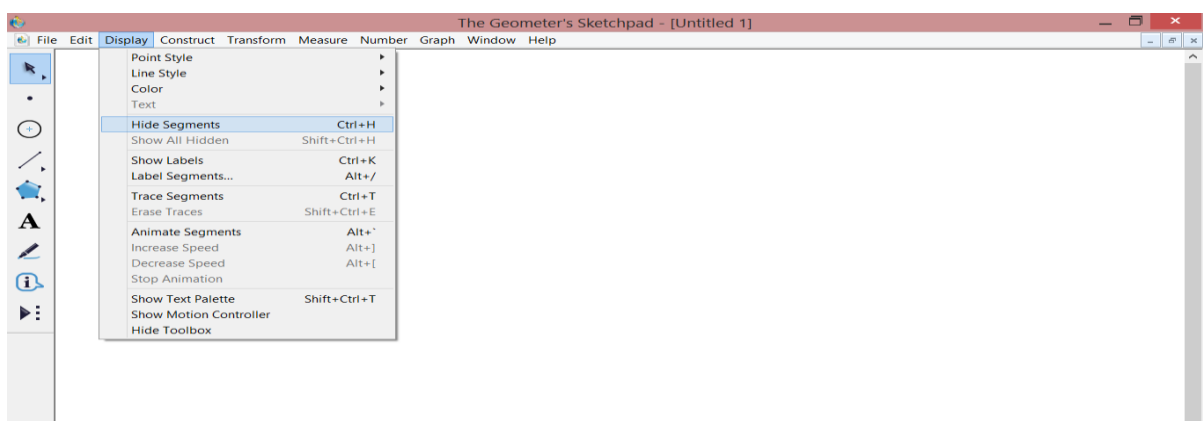 The Geometer's Sketchpad - [Untitled 1]
File Edit Display Construct Transform Measure Number Graph Window Help
Point Style
Line Style
Color
Text
Hide Segments Ctrl+H
Show All Hidden Shift+Ctrl+H
Show Labels Ctrl+K
Label Segments... Alt+/
Trace Segments Ctrl+T
Erase Traces Shift+Ctrl+E
Animate Segments Alt+`
Increase Speed Alt+]
Decrease Speed Alt+[
Stop Animation
Show Text Palette Shift+Ctrl+T
Show Motion Controller
Hide Toolbox
A
i